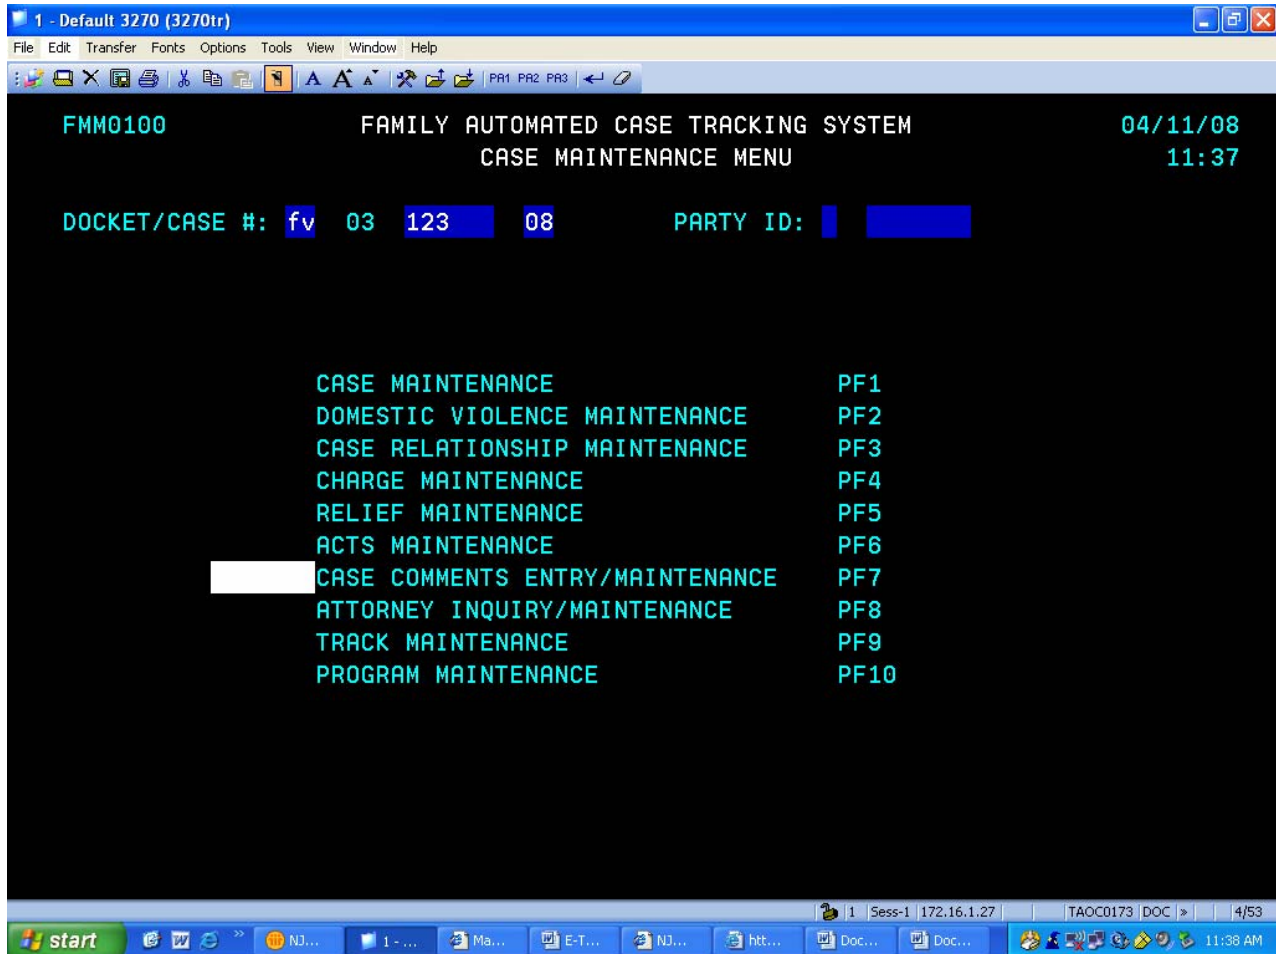 1 - Default 3270 (3270tr)
File Edit Transfer Fonts Options Tools View Window Help
A A A PA1 PA2 PA3
FMM0100 FAMILY AUTOMATED CASE TRACKING SYSTEM 04/11/08
CASE MAINTENANCE MENU 11:37
DOCKET/CASE #: fv 03 123 08 PARTY ID:
CASE MAINTENANCE PF1
DOMESTIC VIOLENCE MAINTENANCE PF2
CASE RELATIONSHIP MAINTENANCE PF3
CHARGE MAINTENANCE PF4
RELIEF MAINTENANCE PF5
ACTS MAINTENANCE PF6
CASE COMMENTS ENTRY/MAINTENANCE PF7
ATTORNEY INQUIRY/MAINTENANCE PF8
TRACK MAINTENANCE PF9
PROGRAM MAINTENANCE PF10
1 Sess-1 172.16.1.27 TAOC0173 DOC » 4/53
start » NJ... 1 - ... Ma... E-T... NJ... htt... Doc... Doc... 11:38 AM